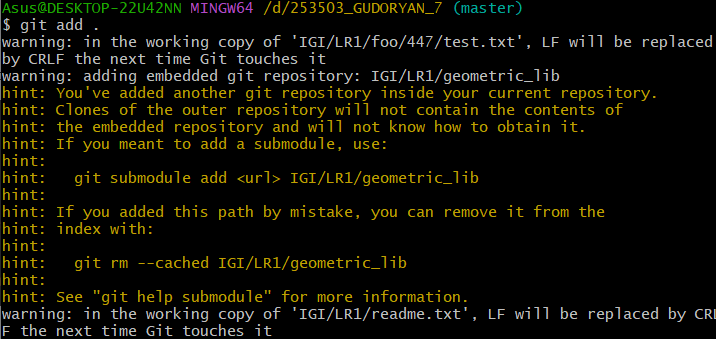 Asus@DESKTOP-22U42NN MINGW64 /d/253503_GUDORYAN_7 (master)
$ git add .
warning: in the working copy of 'IGI/LR1/foo/447/test.txt', LF will be replaced
by CRLF the next time Git touches it
warning: adding embedded git repository: IGI/LR1/geometric_lib
hint: You've added another git repository inside your current repository.
hint: Clones of the outer repository will not contain the contents of
hint: the embedded repository and will not know how to obtain it.
hint: If you meant to add a submodule, use:
hint:
hint:   git submodule add <url> IGI/LR1/geometric_lib
hint:
hint: If you added this path by mistake, you can remove it from the
hint: index with:
hint:
hint:   git rm --cached IGI/LR1/geometric_lib
hint:
hint: See "git help submodule" for more information.
warning: in the working copy of 'IGI/LR1/readme.txt', LF will be replaced by CRL
F the next time Git touches it